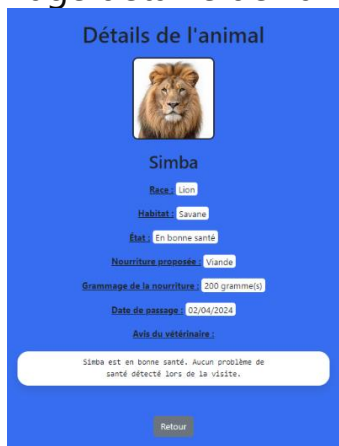 Détails de l'animal
Simba
Race : Lion
Habitat : Savane
État : En bonne santé
Nourriture proposée : Viande
Grammage de la nourriture : 200 gramme(s)
Date de passage : 02/04/2024
Avis du vétérinaire :
Simba est en bonne santé. Aucun problème de
santé détecté lors de la visite.
Retour